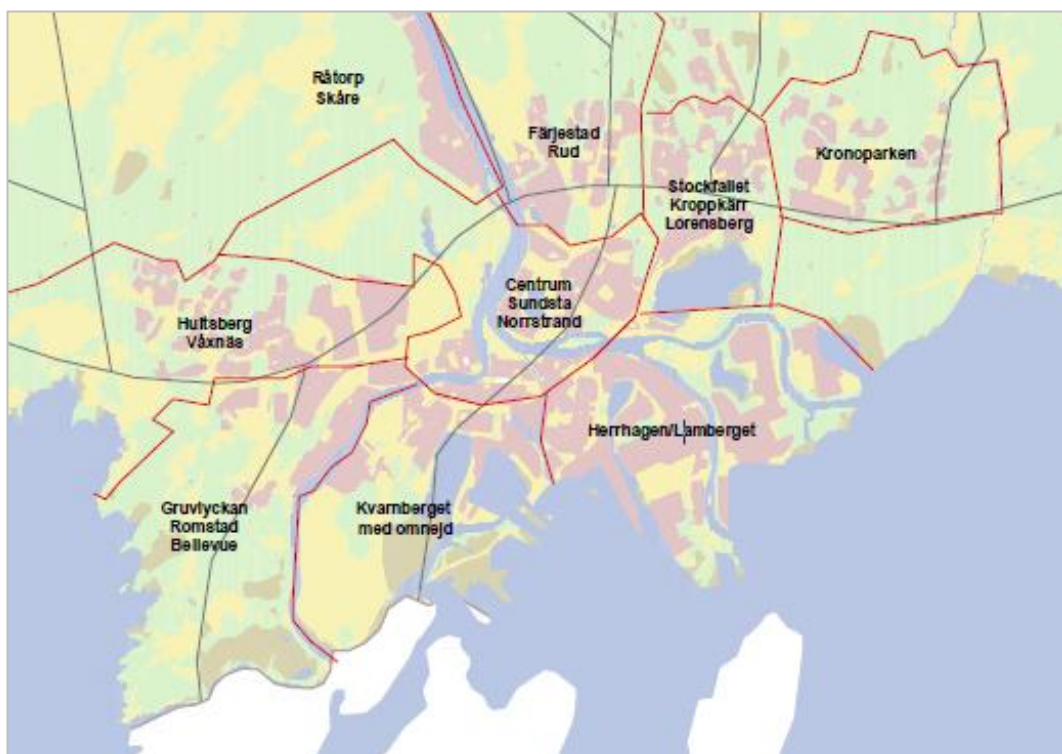 Råtorp
Skåre
Färjestad
Rud
Kronoparken
Stockfallet
Kroppkärr
Lorensberg
Centrum
Sundsta
Norrstrand
Hultsberg
Våxnäs
Herrhagen/Lamberget
Gruvlyckan
Romstad
Bellevue
Kvarnberget
med omnejd